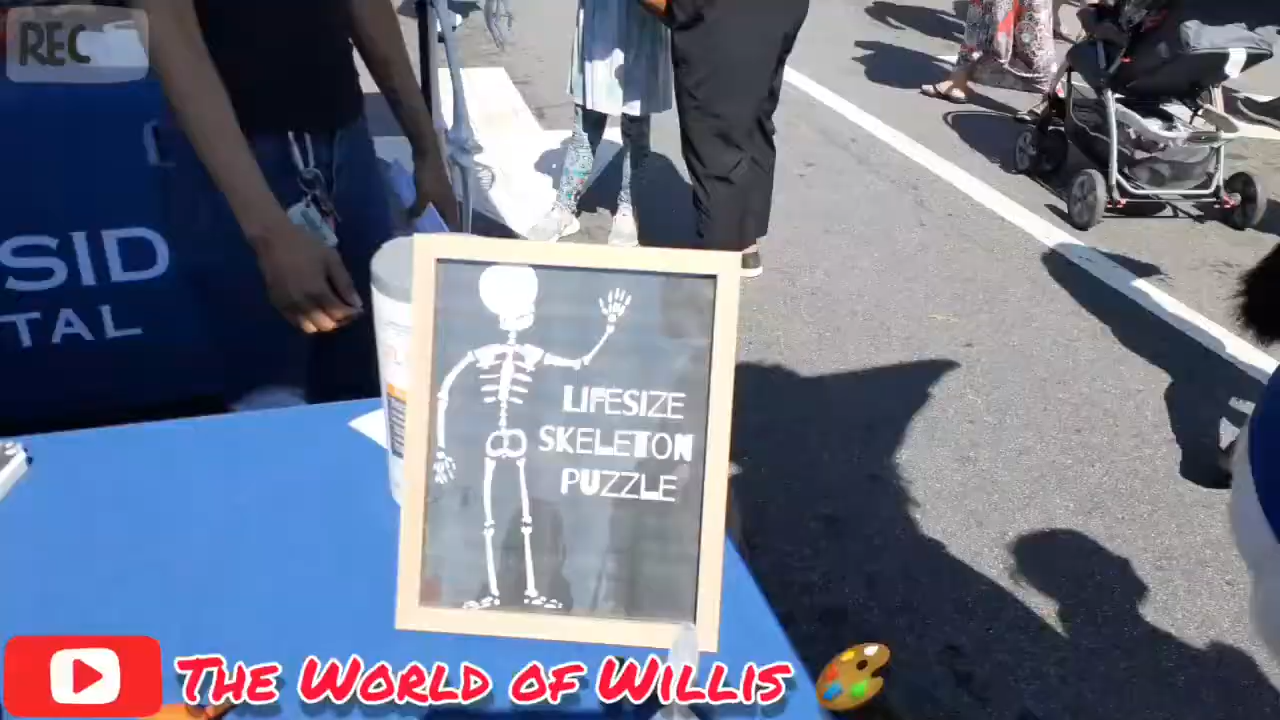 REC
SID
TAL
LIFESIZE
SKELETON
PUZZLE
The World of Willis